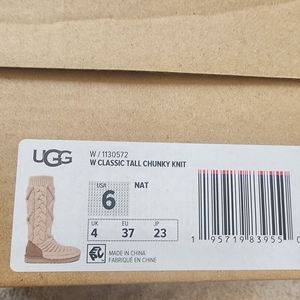 UGG
W / 1130572
W CLASSIC TALL CHUNKY KNIT
USA
6
NAT
UK
4
EU
37
JP
23
MADE IN CHINA
FABRIQUÉ EN CHINE
1 95719 83955 0